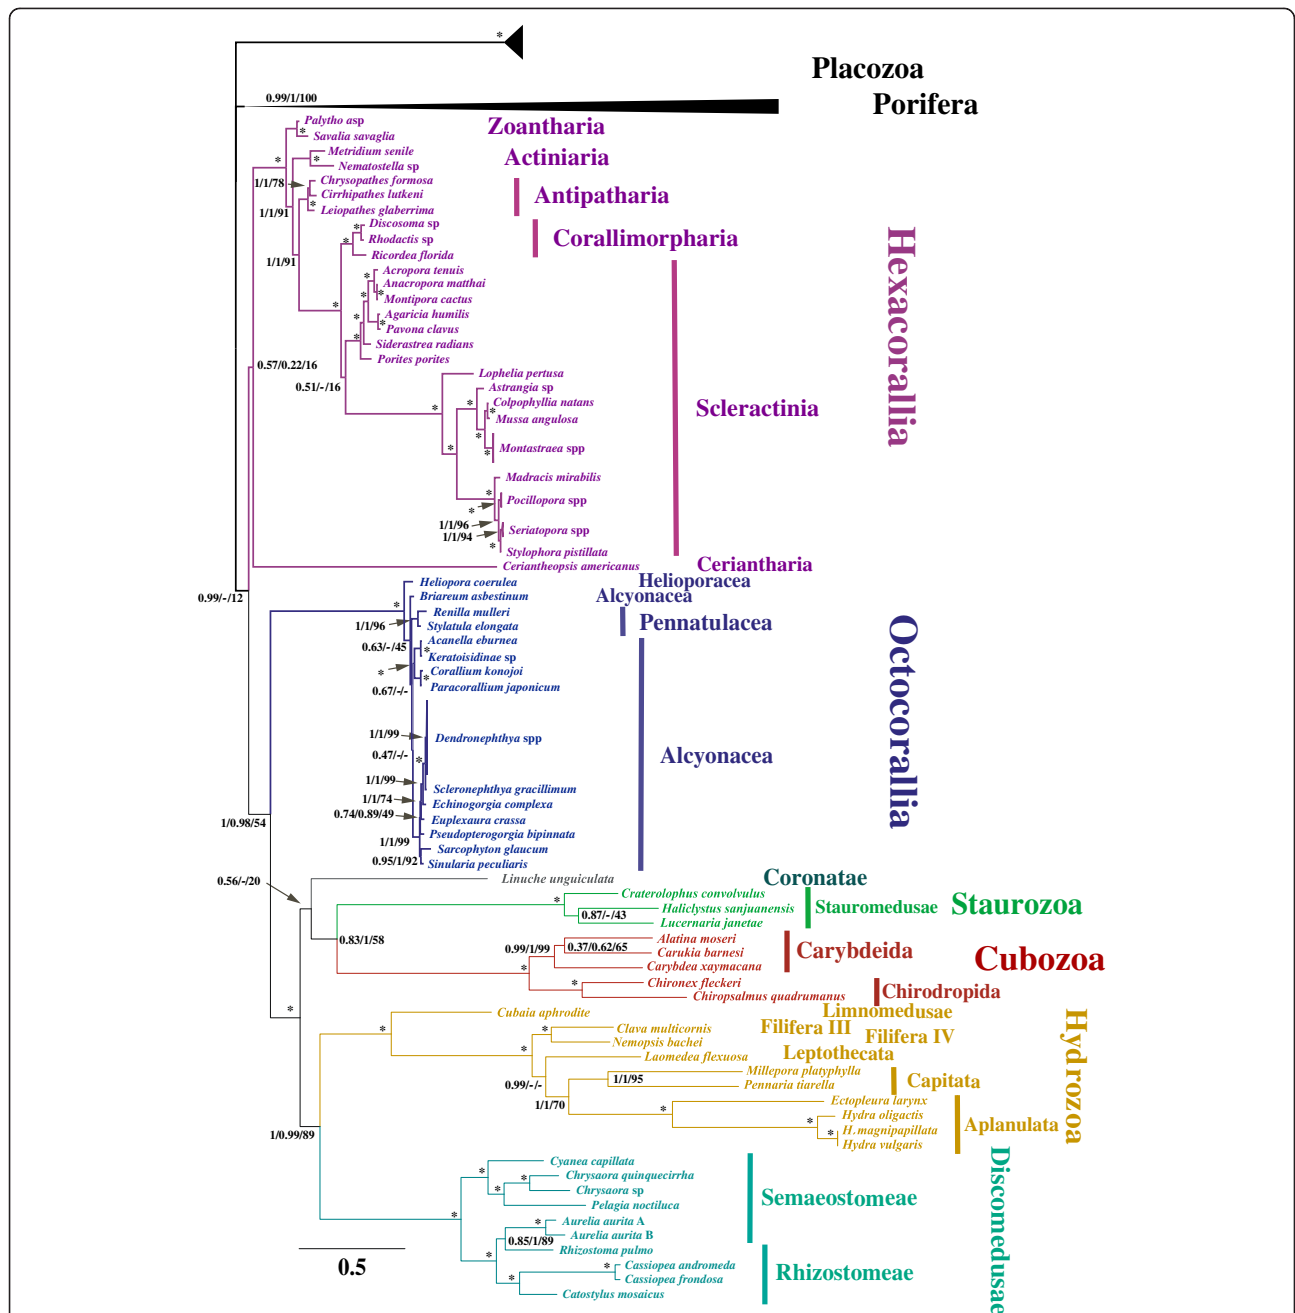 *
Placozoa
0.99/1/100
Porifera
Palytho asp
*
Savalia savaglia
Zoantharia
Metridium senile
*
*
Nematostella sp
Actiniaria
1/1/78
Chrysopathes formosa
Cirrhipathes lutkeni
*
Leiopathes glaberrima
Antipatharia
1/1/91
Discosoma sp
*
*
Rhodactis sp
Ricordea florida
Corallimorpharia
1/1/91
Acropora tenuis
*
Anacropora matthai
*
*
Montipora cactus
*
Agaricia humilis
*
*
Pavona clavus
*
Siderastrea radians
Porites porites
0.57/0.22/16
0.51/-/16
Lophelia pertusa
Astrangia sp
*
*
Colpophyllia natans
*
Mussa angulosa
*
*
Montastraea spp
Scleractinia
Hexacorallia
Madracis mirabilis
*
Pocillopora spp
*
1/1/96
Seriatopora spp
1/1/94
*
Stylophora pistillata
Ceriantheopsis americanus
Ceriantharia
0.99/-/12
Heliopora coerulea
Helioporacea
*
Briareum asbestinum
Alcyonacea
Renilla mulleri
1/1/96
Stylatula elongata
Pennatulacea
Acanella eburnea
0.63/-/45
*
Keratoisidinae sp
*
Corallium konojoi
*
0.67/-/-
Paracorallium japonicum
1/1/99
Dendronephthya spp
0.47/-/-
*
Alcyonacea
Octocorallia
1/1/99
Scleronephthya gracillimum
1/1/74
Echinogorgia complexa
0.74/0.89/49
Euplexaura crassa
Pseudopterogorgia bipinnata
1/1/99
Sarcophyton glaucum
0.95/1/92
Sinularia peculiaris
1/0.98/54
0.56/-/20
Linuche unguiculata
Coronatae
Craterolophus convolvulus
*
Haliclystus sanjuanensis
0.87/-/43
Lucernaria janetae
Stauromedusae
Staurozoa
0.83/1/58
Alatina moseri
0.99/1/99
0.37/0.62/65
Carukia barnesi
*
Carybdea xaymacana
Carybdeida
Cubozoa
*
Chironex fleckeri
Chiropsalmus quadrumanus
Chirodropida
*
Cubaia aphrodite
Limnomedusae
*
Clava multicornis
*
Filifera III
Nemopsis bachei
Filifera IV
*
Laomedea flexuosa
Leptothecata
Millepora platyphylla
1/1/95
0.99/-/-
Pennaria tiarella
Capitata
Hydrozoa
1/1/70
Ectopleura larynx
*
Hydra oligactis
*
H.magnipapillata
*
Hydra vulgaris
Aplanulata
1/0.99/89
Cyanea capillata
*
Chrysaora quinquecirrha
*
*
Chrysaora sp
Pelagia noctiluca
Semaeostomeae
Discomedusae
*
Aurelia aurita A
*
Aurelia aurita B
0.85/1/89
Rhizostoma pulmo
*
Cassiopea andromeda
*
Cassiopea frondosa
*
Catostylus mosaicus
Rhizostomeae
0.5